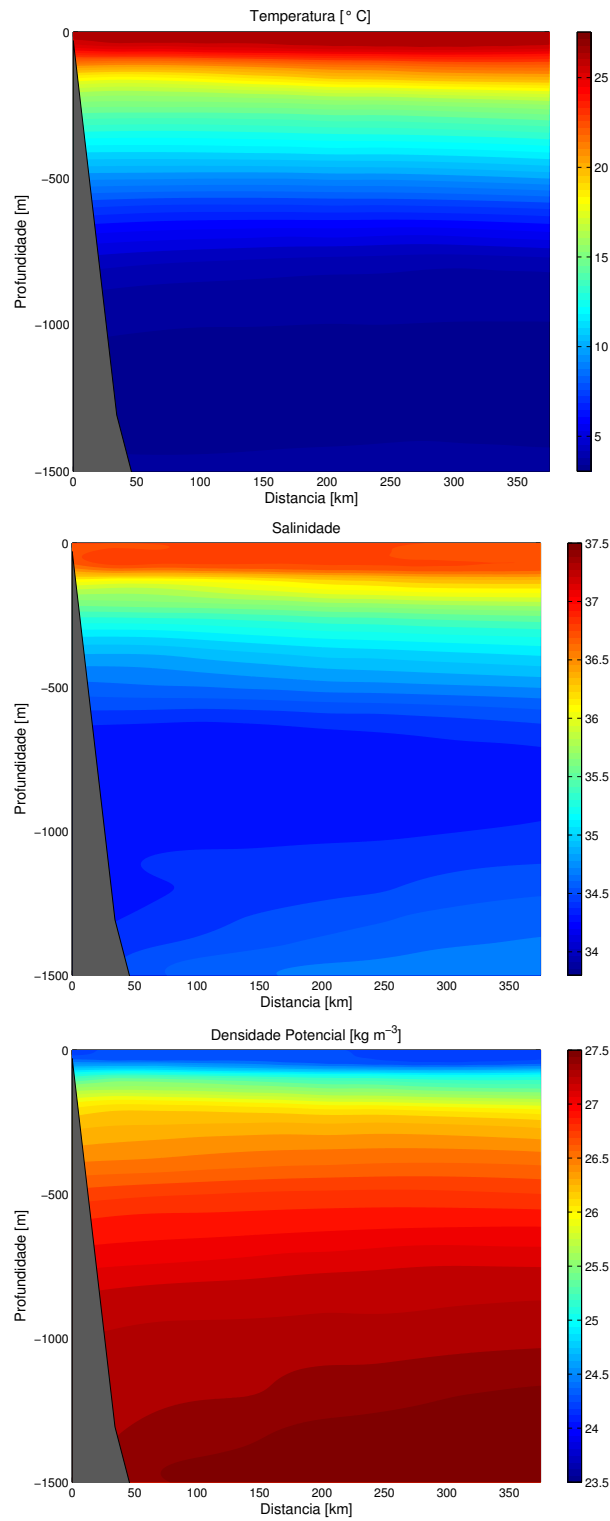 Temperatura [° C]
0
−500
−1000
−1500
Profundidade [m]
0 50 100 150 200 250 300 350
Distancia [km]
25
20
15
10
5
Salinidade
0
−500
−1000
−1500
Profundidade [m]
0 50 100 150 200 250 300 350
Distancia [km]
37.5
37
36.5
36
35.5
35
34.5
34
Densidade Potencial [kg m⁻³]
0
−500
−1000
−1500
Profundidade [m]
0 50 100 150 200 250 300 350
Distancia [km]
27.5
27
26.5
26
25.5
25
24.5
24
23.5